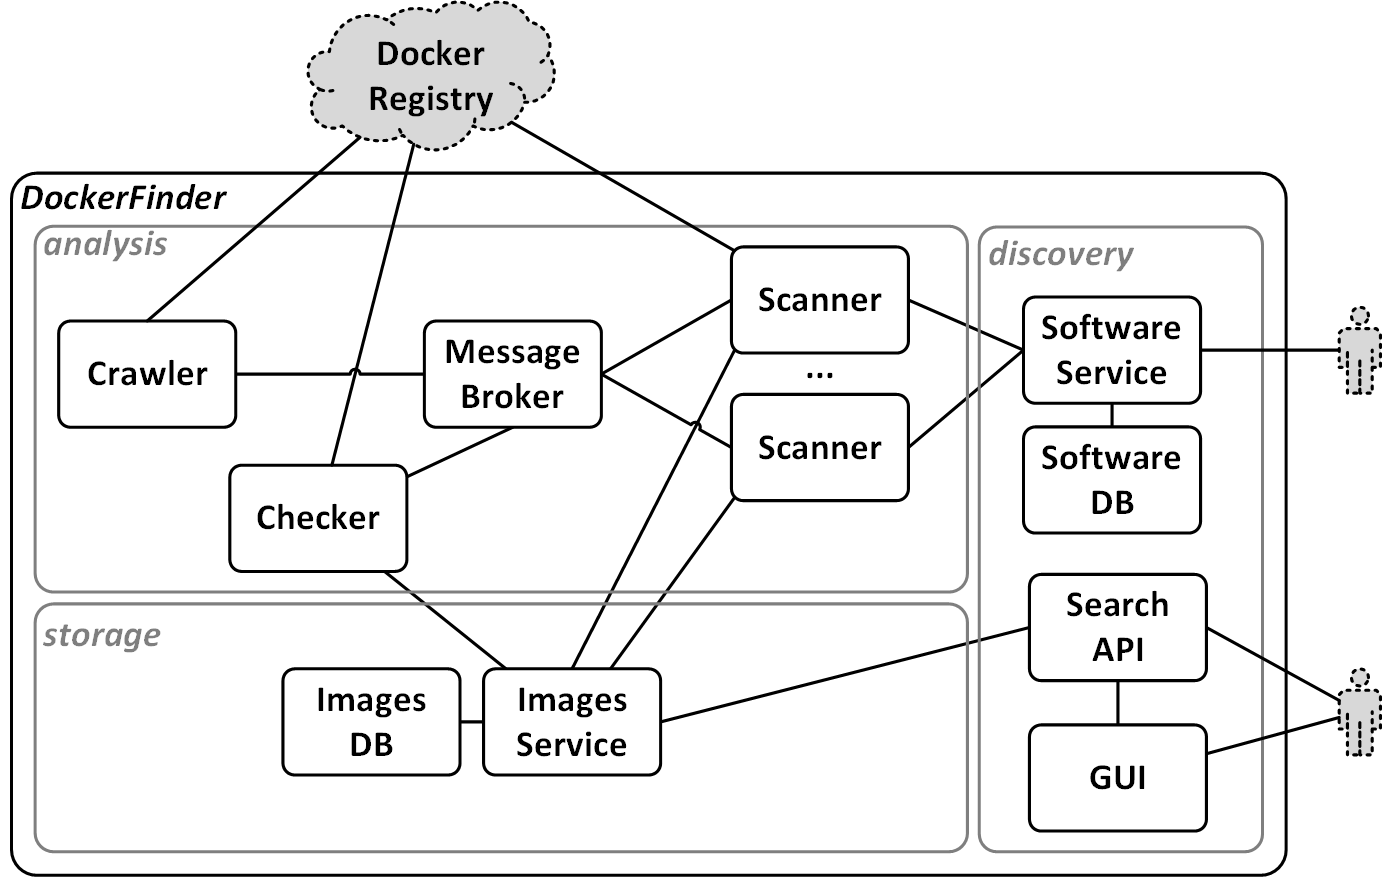 Docker
Registry
DockerFinder
analysis
discovery
Crawler
Message
Broker
Scanner
...
Scanner
Checker
Software
Service
Software
DB
storage
Images
DB
Images
Service
Search
API
GUI